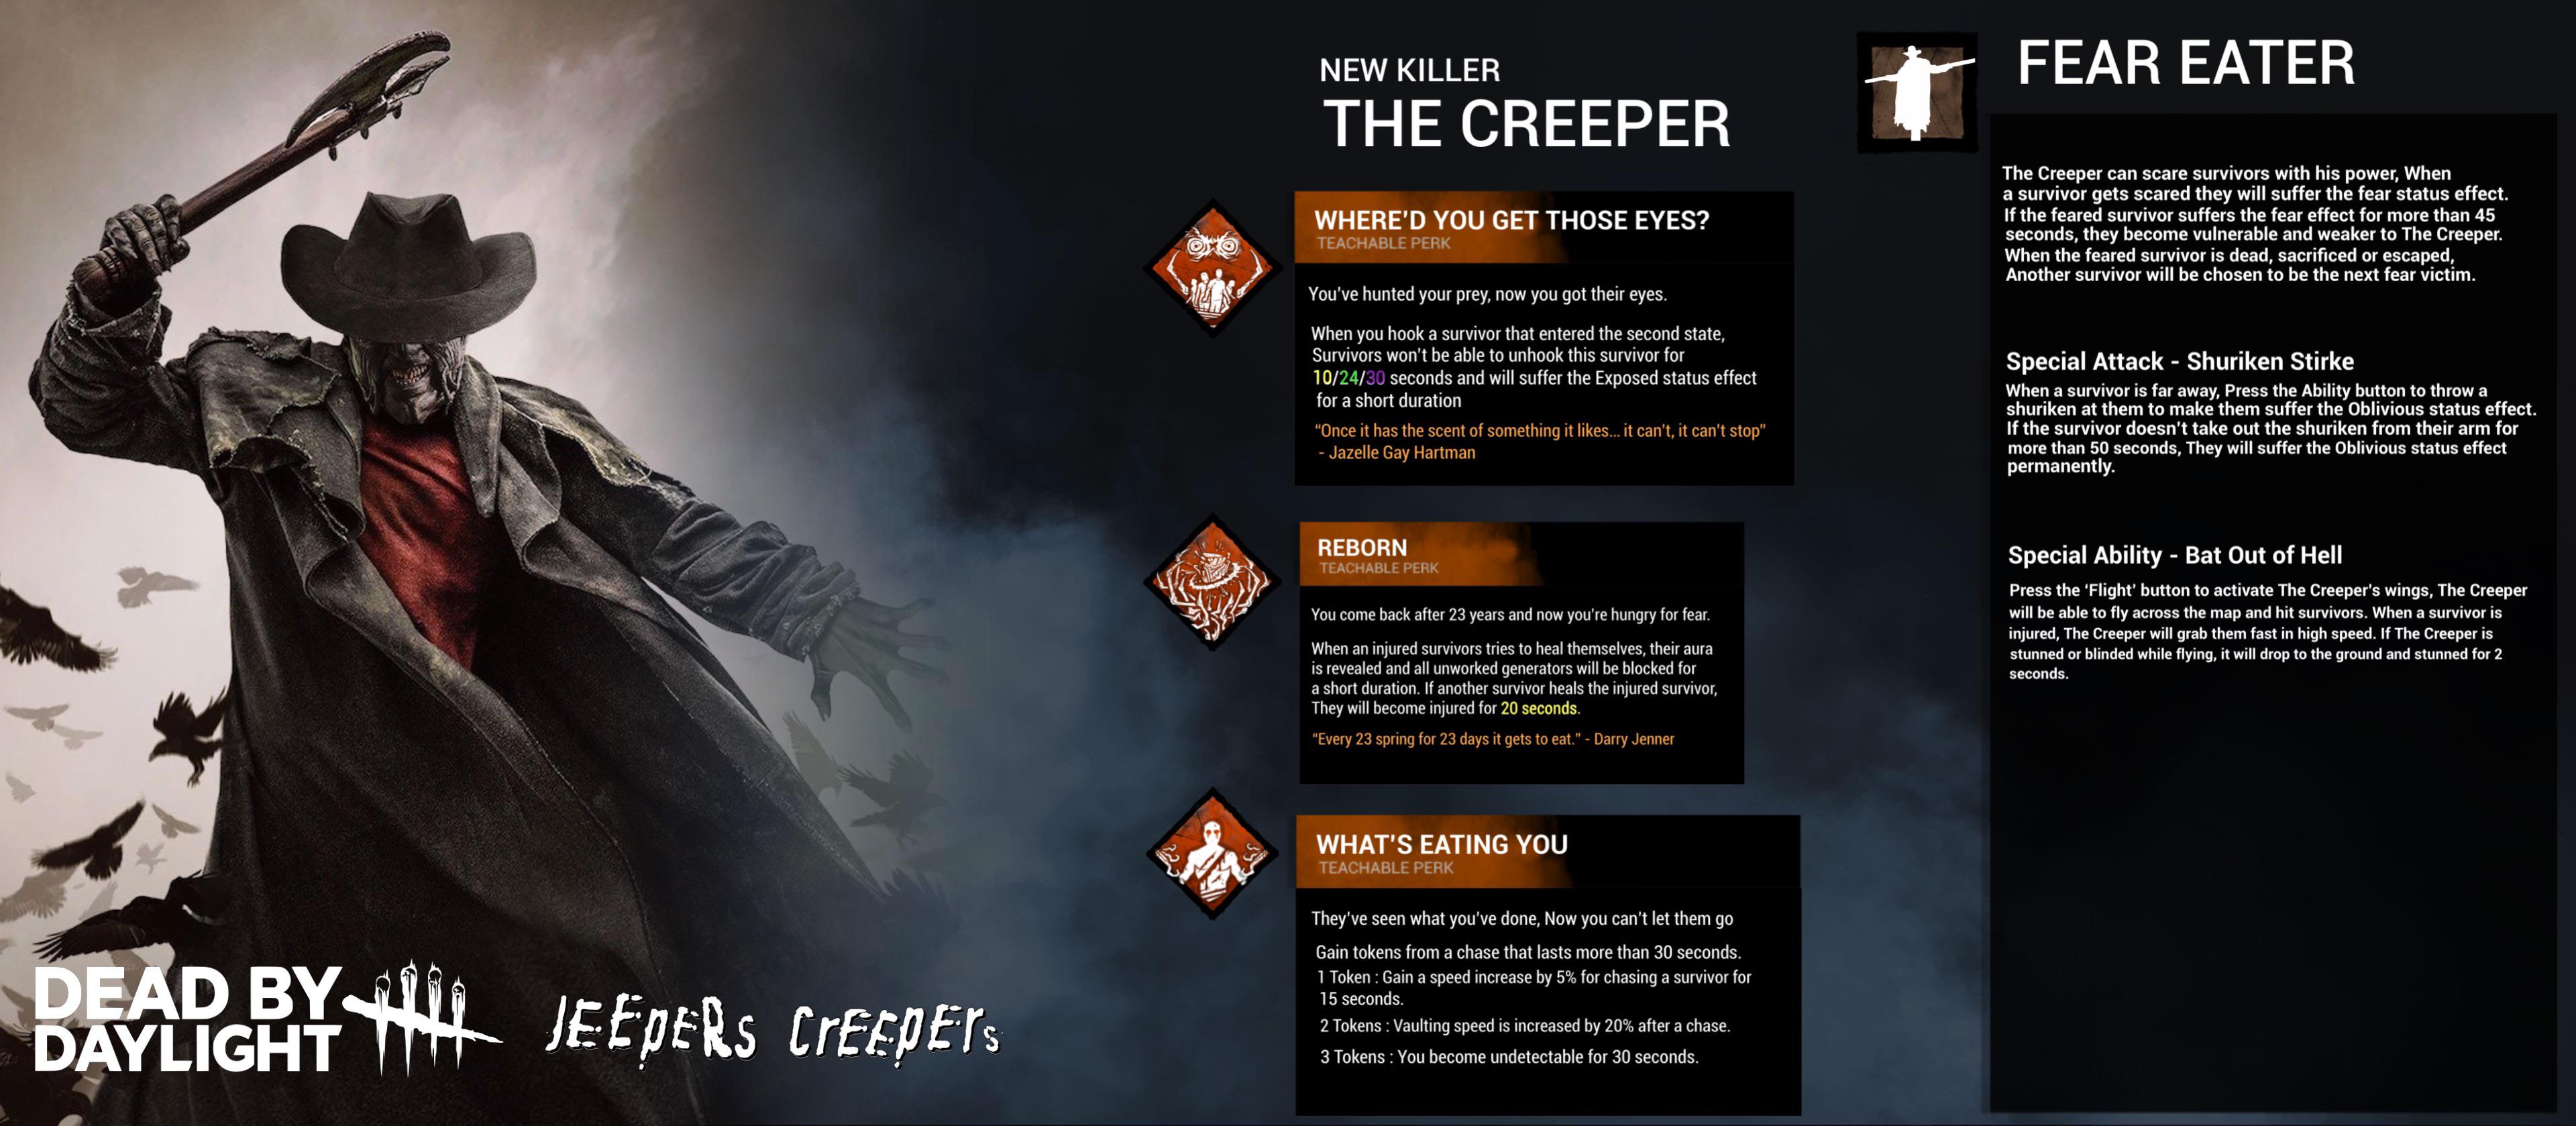 NEW KILLER
THE CREEPER
WHERE'D YOU GET THOSE EYES?
TEACHABLE PERK
You've hunted your prey, now you got their eyes.
When you hook a survivor that entered the second state,
Survivors won't be able to unhook this survivor for
10/24/30 seconds and will suffer the Exposed status effect
for a short duration
"Once it has the scent of something it likes... it can't, it can't stop"
- Jazelle Gay Hartman
REBORN
TEACHABLE PERK
You come back after 23 years and now you're hungry for fear.
When an injured survivors tries to heal themselves, their aura
is revealed and all unworked generators will be blocked for
a short duration. If another survivor heals the injured survivor,
They will become injured for 20 seconds.
"Every 23 spring for 23 days it gets to eat." - Darry Jenner
WHAT'S EATING YOU
TEACHABLE PERK
They've seen what you've done, Now you can't let them go
Gain tokens from a chase that lasts more than 30 seconds.
1 Token : Gain a speed increase by 5% for chasing a survivor for
15 seconds.
2 Tokens : Vaulting speed is increased by 20% after a chase.
3 Tokens : You become undetectable for 30 seconds.
FEAR EATER
The Creeper can scare survivors with his power, When
a survivor gets scared they will suffer the fear status effect.
If the feared survivor suffers the fear effect for more than 45
seconds, they become vulnerable and weaker to The Creeper.
When the feared survivor is dead, sacrificed or escaped,
Another survivor will be chosen to be the next fear victim.
Special Attack - Shuriken Stirke
When a survivor is far away, Press the Ability button to throw a
shuriken at them to make them suffer the Oblivious status effect.
If the survivor doesn't take out the shuriken from their arm for
more than 50 seconds, They will suffer the Oblivious status effect
permanently.
Special Ability - Bat Out of Hell
Press the 'Flight' button to activate The Creeper's wings, The Creeper
will be able to fly across the map and hit survivors. When a survivor is
injured, The Creeper will grab them fast in high speed. If The Creeper is
stunned or blinded while flying, it will drop to the ground and stunned for 2
seconds.
DEAD BY
DAYLIGHT
JEEpERs CrEEpErs